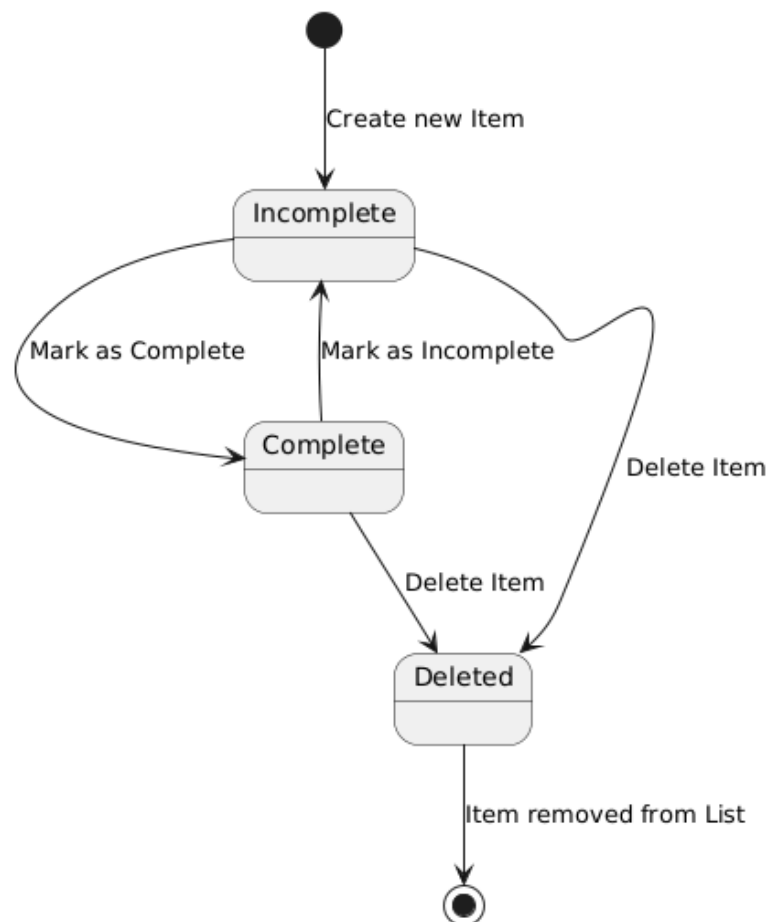 Create new Item
Incomplete
Mark as Complete
Mark as Incomplete
Complete
Delete Item
Delete Item
Deleted
Item removed from List